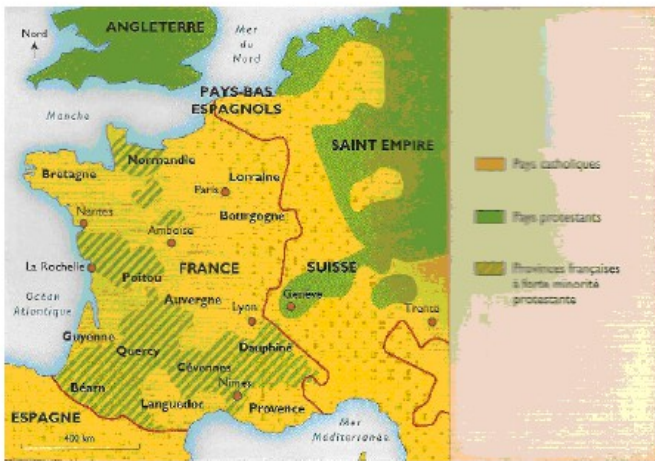 Nord
ANGLETERRE
Mer
du
Nord
PAYS-BAS
ESPAGNOLS
Manche
SAINT EMPIRE
Normandie
Bretagne
Lorraine
Paris
Bourgogne
Nantes
Amboise
La Rochelle
Poitou
FRANCE
SUISSE
Océan
Atlantique
Auvergne
Genève
Lyon
Trente
Guyenne
Quercy
Dauphiné
Cévennes
Béarn
Nîmes
Languedoc
Provence
ESPAGNE
Mer
Méditerranée
400 km
Pays catholiques
Pays protestants
Provinces françaises
à forte minorité
protestante